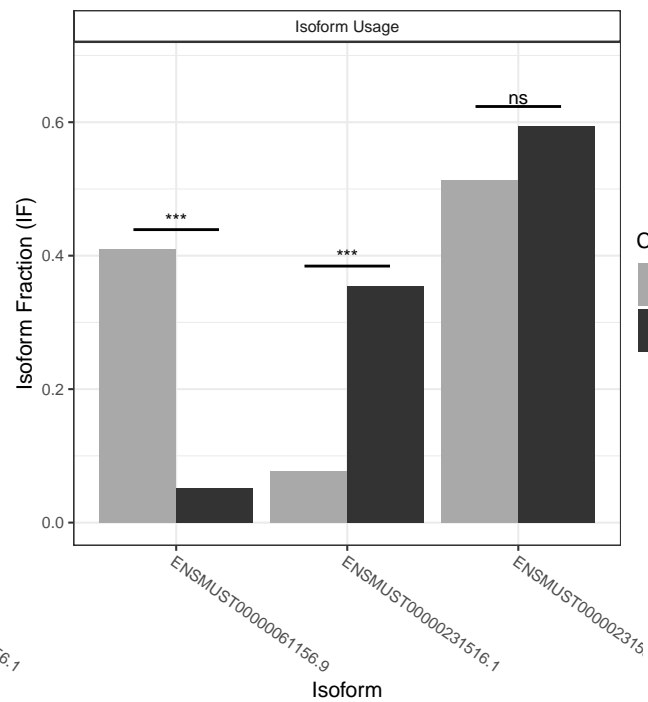 Isoform Usage
0.6
0.4
0.2
0.0
Isoform Fraction (IF)
***
***
ns
ENSMUST00000061156.9
ENSMUST00000231516.1
Isoform